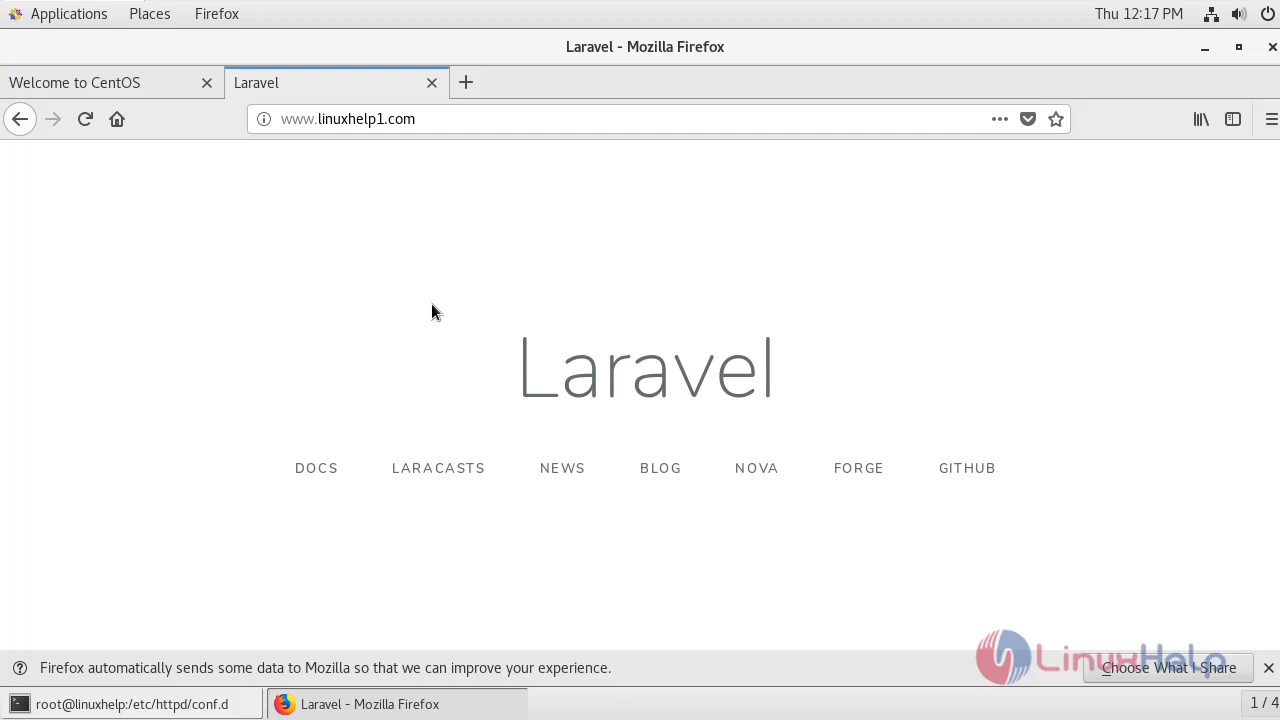 Applications Places Firefox Thu 12:17 PM
Laravel - Mozilla Firefox
Welcome to CentOS Laravel
www.linuxhelp1.com
Laravel
DOCS LARACASTS NEWS BLOG NOVA FORGE GITHUB
LinuxHelp
Firefox automatically sends some data to Mozilla so that we can improve your experience. Choose What I Share
root@linuxhelp:/etc/httpd/conf.d Laravel - Mozilla Firefox 1 / 4